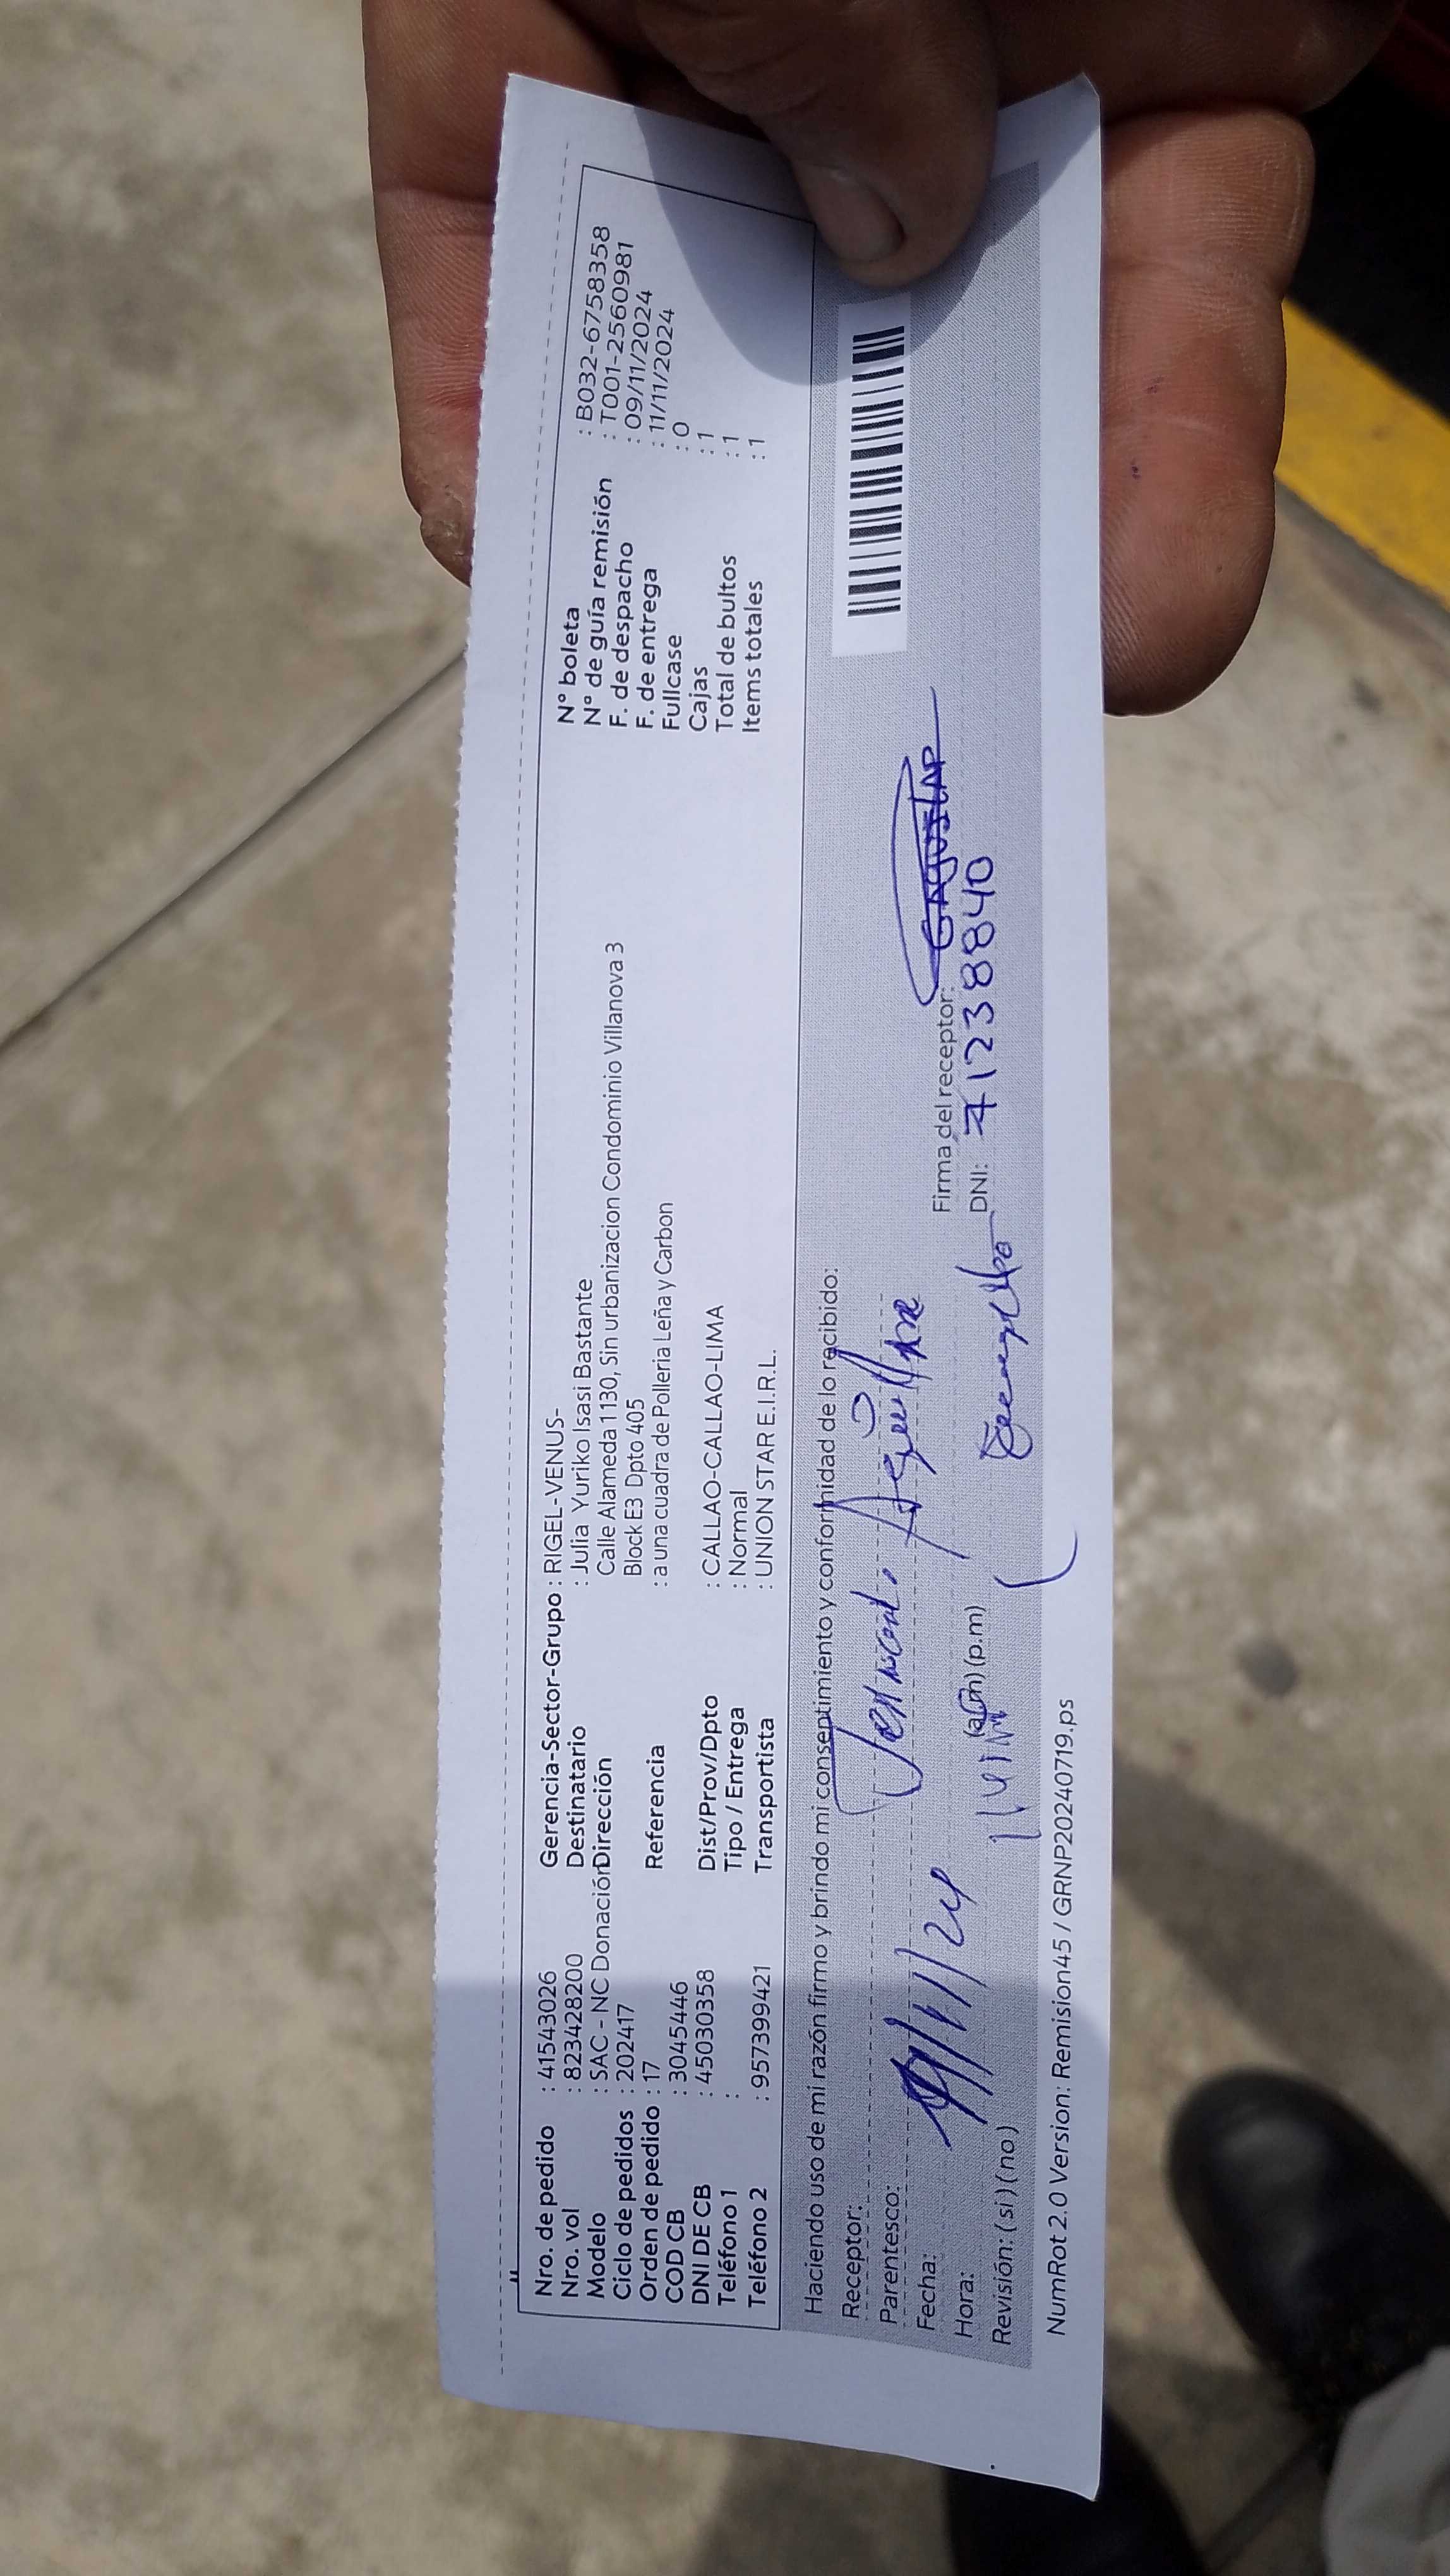 Nro. de pedido : 41543026
Nro. vol : 823428200
Modelo : SAC - NC Donación
Ciclo de pedidos : 202417
Orden de pedido : 17
COD CB : 3045446
DNI DE CB : 45030358
Teléfono 1 :
Teléfono 2 : 957399421
Gerencia-Sector-Grupo : RIGEL-VENUS-
Destinatario : Julia Yuriko Isasi Bastante
Dirección Calle Alameda 1130, Sin urbanizacion Condominio Villanova 3
Block E3 Dpto 405
Referencia : a una cuadra de Polleria Leña y Carbon
Dist/Prov/Dpto : CALLAO-CALLAO-LIMA
Tipo / Entrega : Normal
Transportista : UNION STAR E.I.R.L.
N° boleta : B032-6758358
N° de guía remisión : T001-2560981
F. de despacho : 09/11/2024
F. de entrega : 11/11/2024
Fullcase : 0
Cajas : 1
Total de bultos : 1
Items totales : 1
Haciendo uso de mi razón firmo y brindo mi consentimiento y conformidad de lo recibido:
Receptor:
Parentesco:
Fecha: 11/24
Hora: (a.m) (p.m)
Revisión: ( si ) ( no )
Firma del receptor:
DNI: 71238840
NumRot 2.0 Version: Remision45 / GRNP20240719.ps